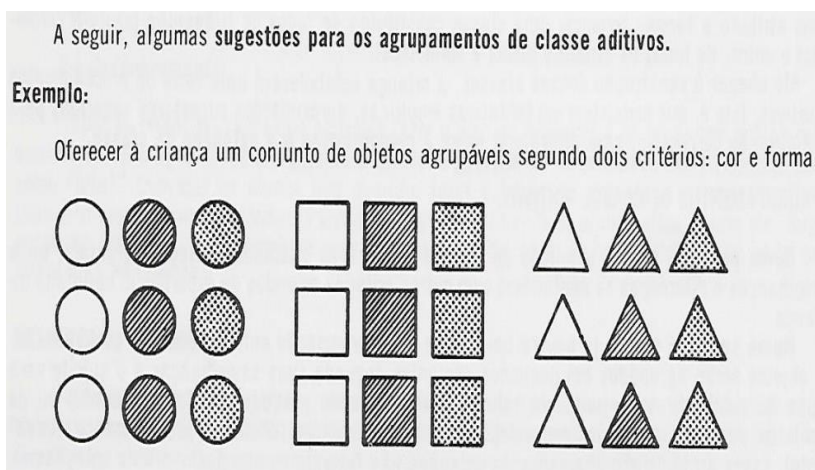 A seguir, algumas sugestões para os agrupamentos de classe aditivos.
Exemplo.
Oferecer à criança um conjunto de objetos agrupáveis segundo dois critérios: cor e forma